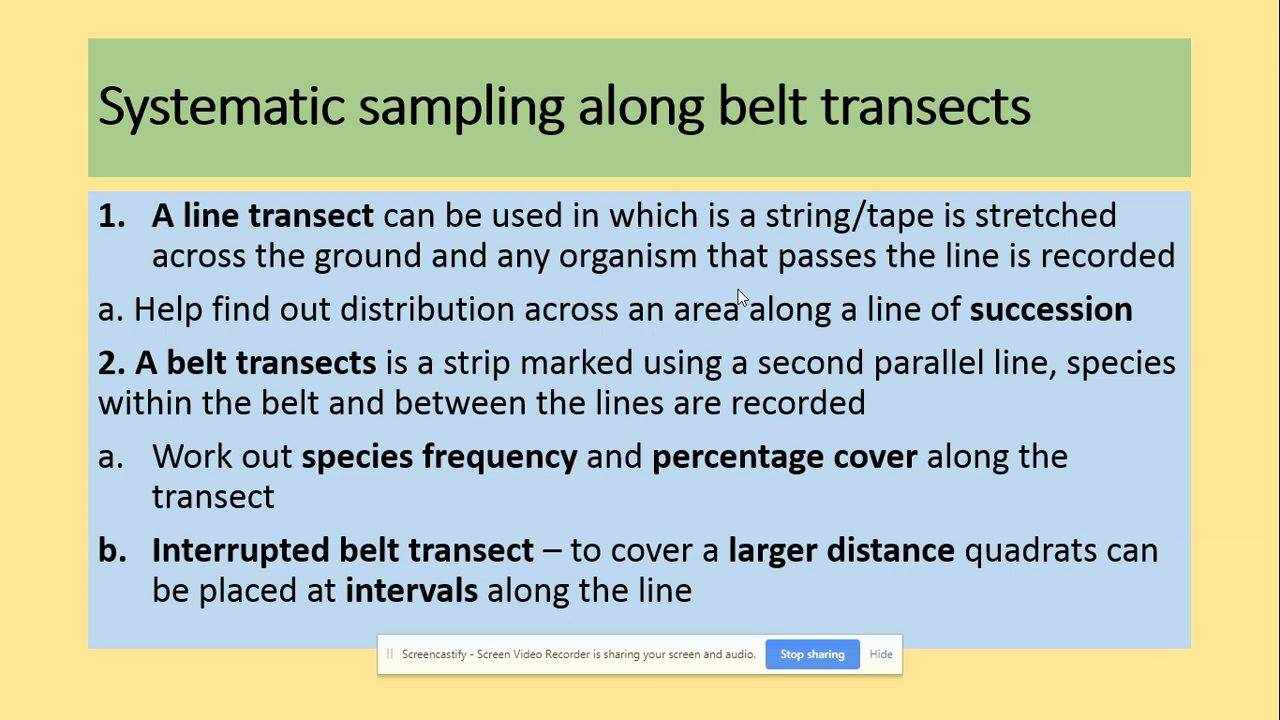 Systematic sampling along belt transects
1. A line transect can be used in which is a string/tape is stretched
across the ground and any organism that passes the line is recorded
a. Help find out distribution across an area along a line of succession
2. A belt transects is a strip marked using a second parallel line, species
within the belt and between the lines are recorded
a. Work out species frequency and percentage cover along the
transect
b. Interrupted belt transect – to cover a larger distance quadrats can
be placed at intervals along the line
Screencastify - Screen Video Recorder is sharing your screen and audio. Stop sharing Hide